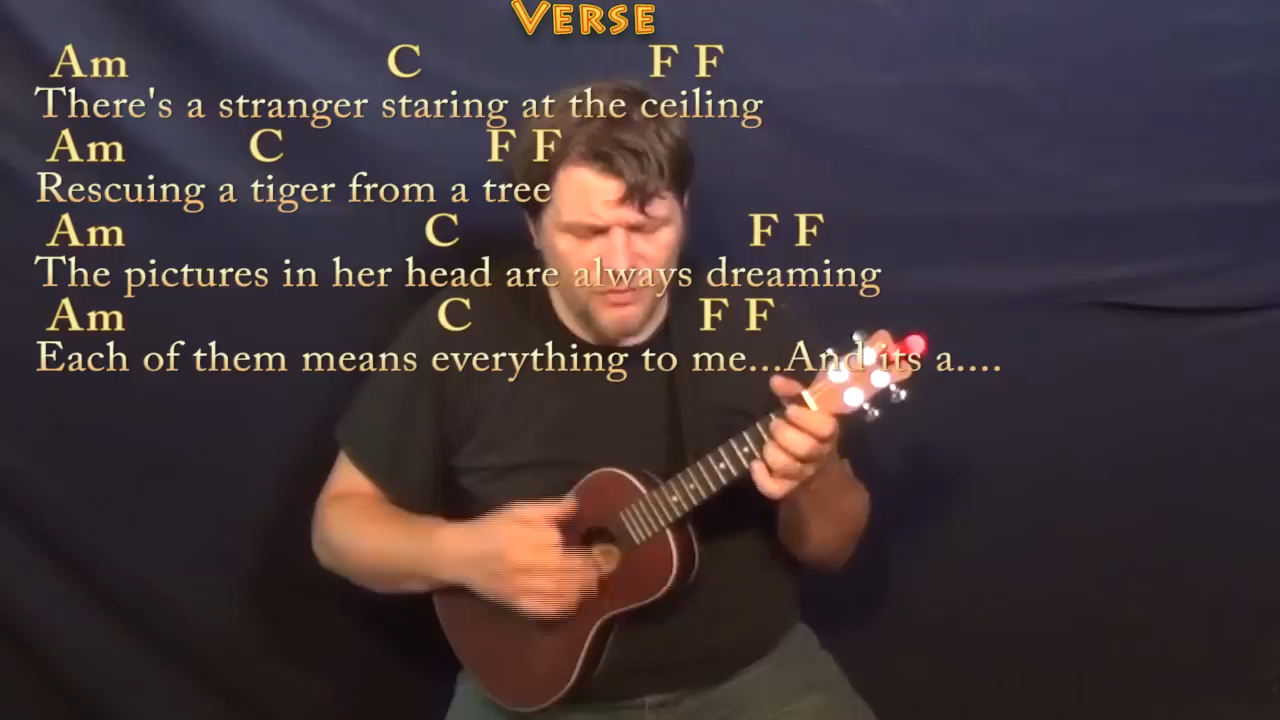 VERSE
Am C F F
There's a stranger staring at the ceiling
Am C F F
Rescuing a tiger from a tree
Am C F F
The pictures in her head are always dreaming
Am C F F
Each of them means everything to me...And its a....